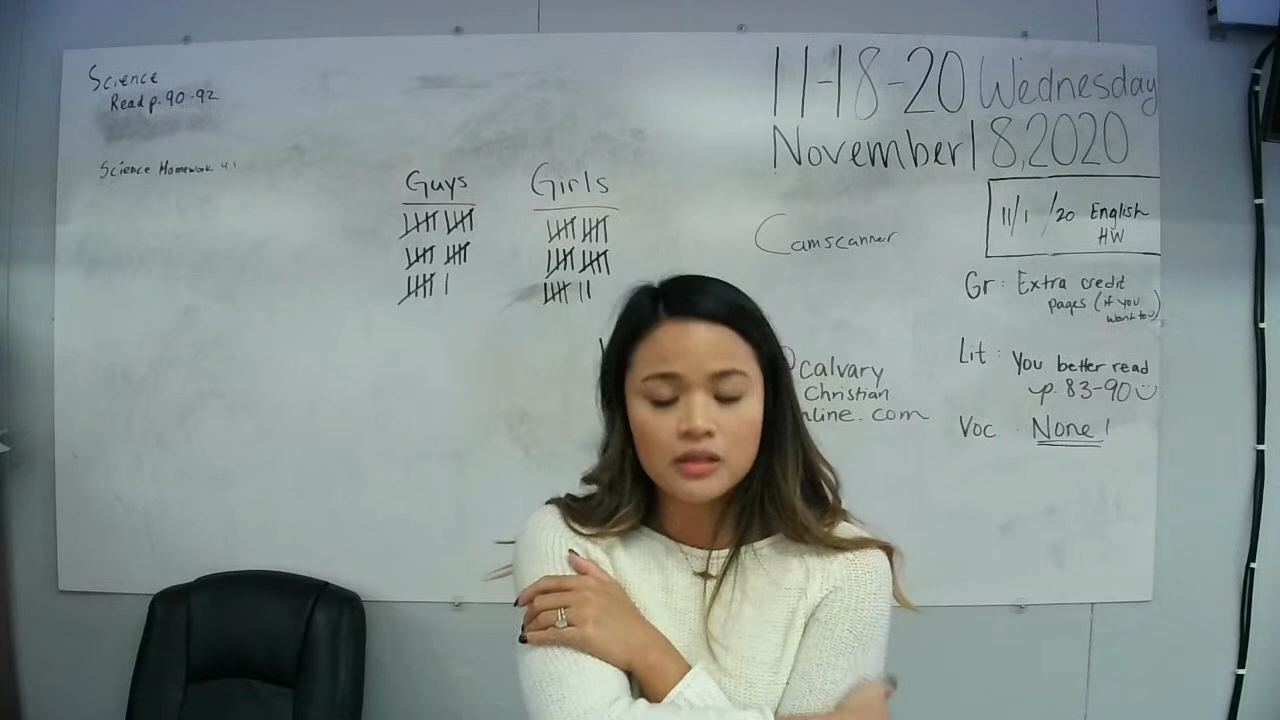 Science
Read p. 90-92
Science Homework 4.1
Guys
Girls
11-18-20 Wednesday
November 18, 2020
Camscanner
11/1 /20 English
HW
Gr: Extra credit
pages (if you
want to)
calvary
Christian
nline.com
Lit: You better read
p. 83-90
Voc None!